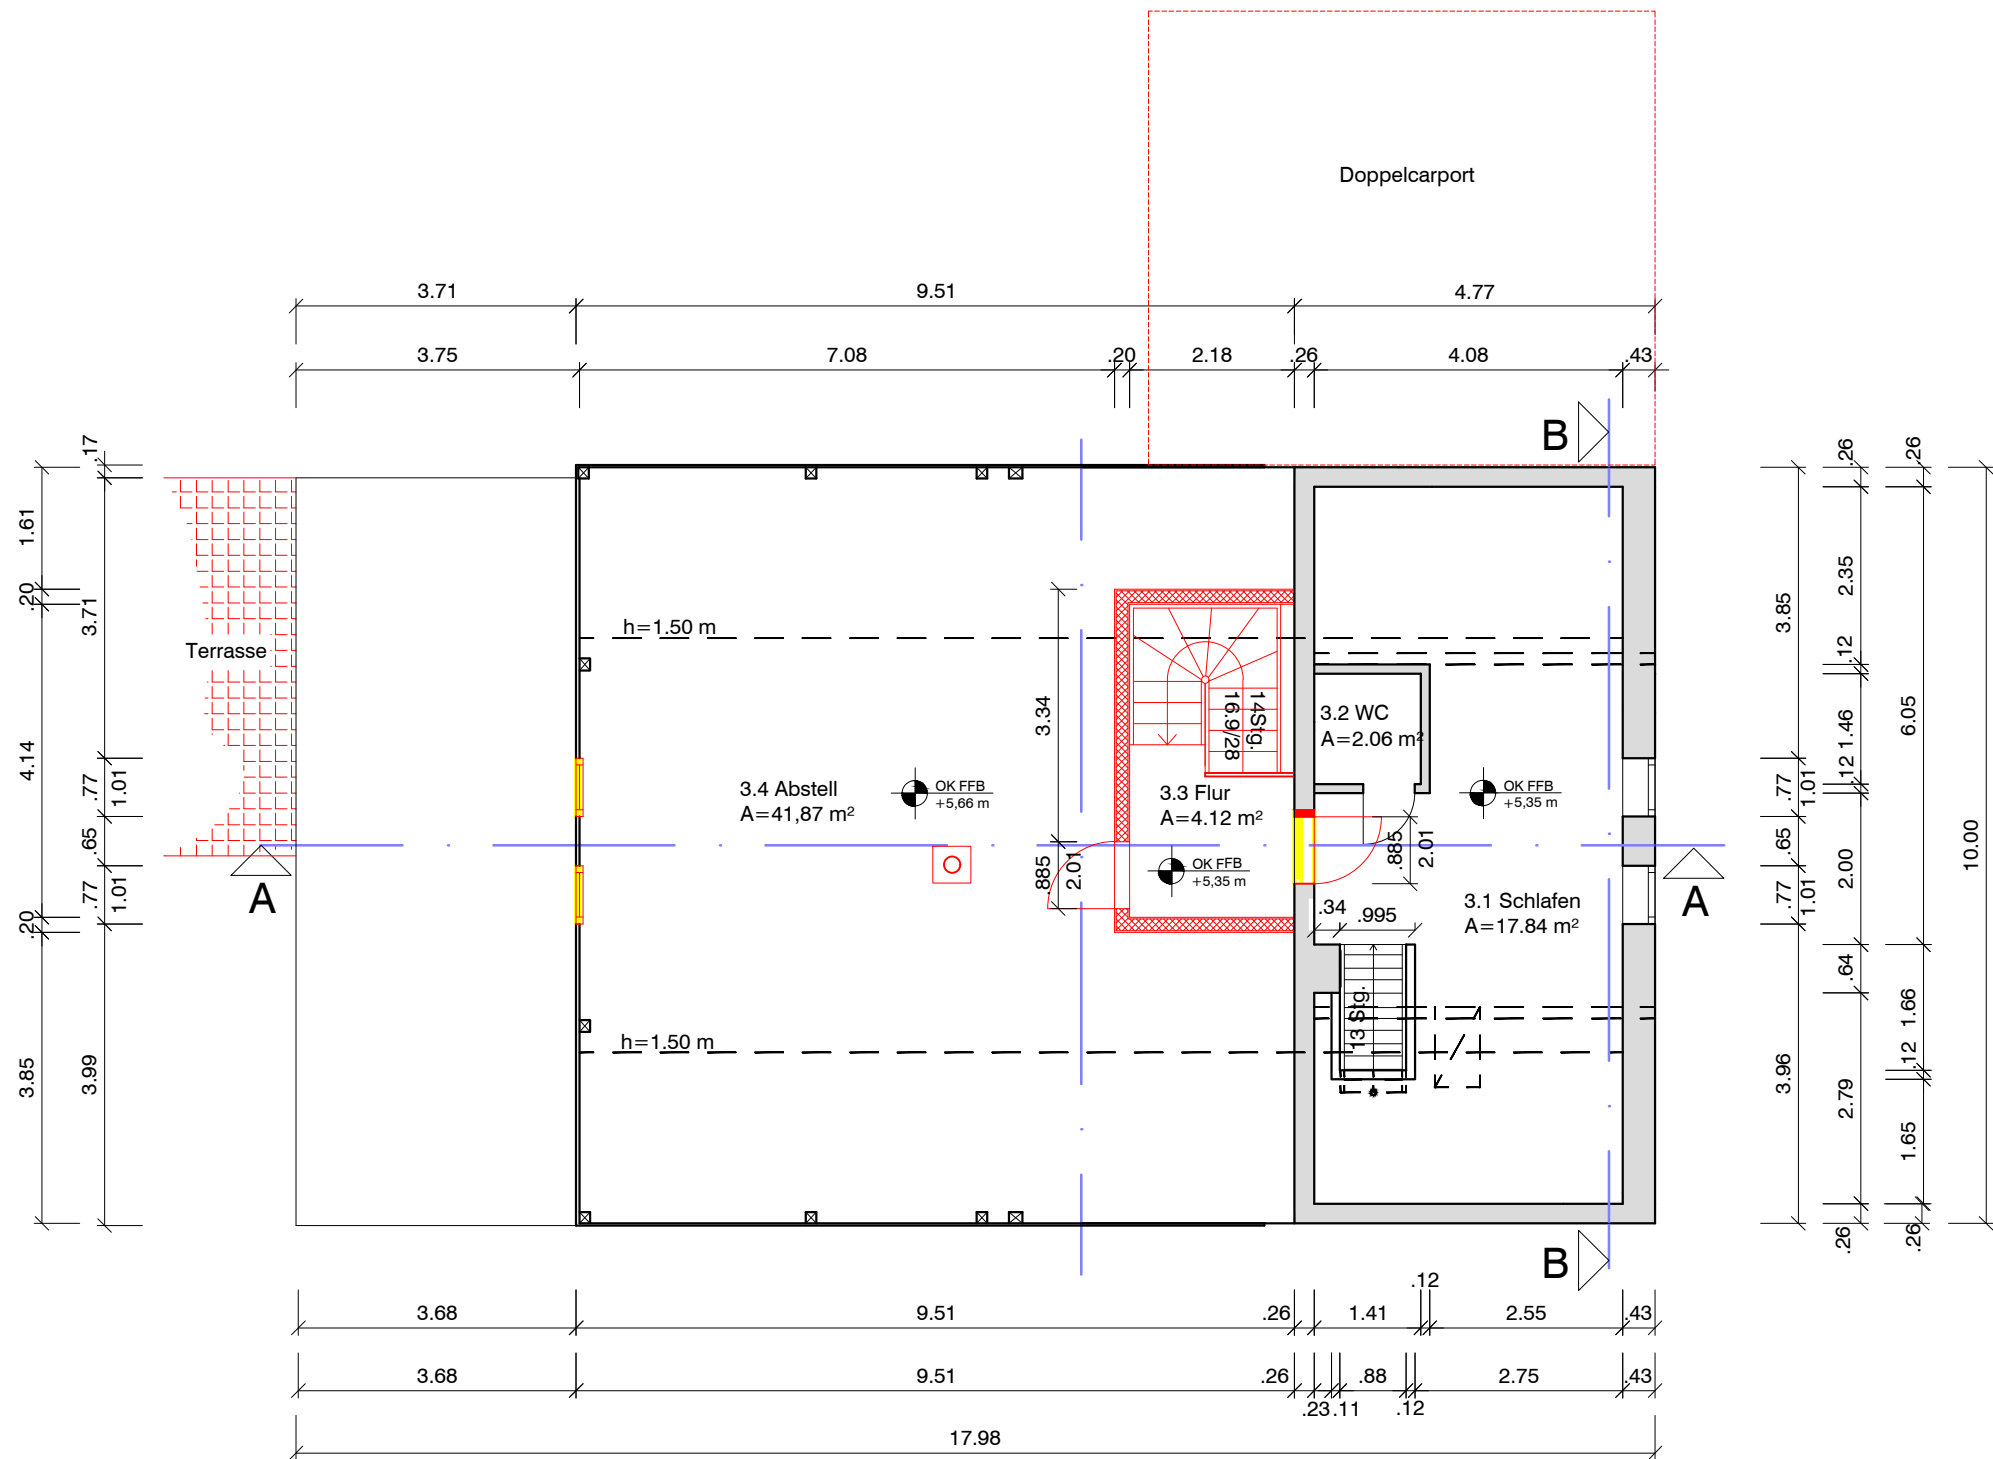 Doppelcarport
3.71
9.51
4.77
3.75
7.08
.20
2.18
.26
4.08
.43
B
.17
1.61
.20
3.71
4.14
.77
1.01
.65
.77
1.01
.20
3.85
3.99
Terrasse
A
h=1.50 m
3.34
14Stg.
16.9/28
3.2 WC
A=2.06 m²
3.4 Abstell
A=41,87 m²
OK FFB
+5,66 m
3.3 Flur
A=4.12 m²
OK FFB
+5,35 m
OK FFB
+5,35 m
.885
2.01
.885
2.01
3.1 Schlafen
A=17.84 m²
.34
.995
13 Stg.
h=1.50 m
A
B
.26
.26
3.85
2.35
.12
1.46
.12
6.05
10.00
.77
1.01
.65
.77
1.01
2.00
.64
3.96
2.79
1.66
.12
1.65
.26
.26
.12
3.68
9.51
.26
1.41
2.55
.43
3.68
9.51
.26
.88
2.75
.43
.23
.11
.12
17.98